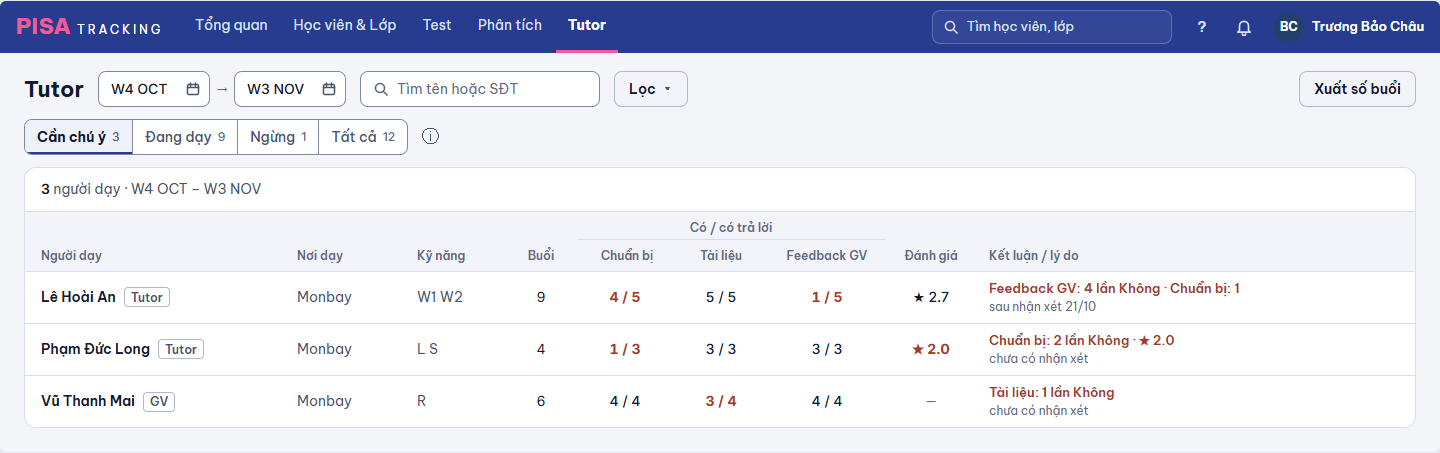 PISA TRACKING Tổng quan Học viên & Lớp Test Phân tích Tutor Tìm học viên, lớp ? BC Trương Bảo Châu
Tutor W4 OCT → W3 NOV Tìm tên hoặc SĐT Lọc Xuất số buổi
Cần chú ý 3 Đang dạy 9 Ngừng 1 Tất cả 12
3 người dạy · W4 OCT – W3 NOV
Có / có trả lời
Người dạy Nơi dạy Kỹ năng Buổi Chuẩn bị Tài liệu Feedback GV Đánh giá Kết luận / lý do
Lê Hoài An Tutor Monbay W1 W2 9 4 / 5 5 / 5 1 / 5 ★ 2.7 Feedback GV: 4 lần Không · Chuẩn bị: 1
sau nhận xét 21/10
Phạm Đức Long Tutor Monbay L S 4 1 / 3 3 / 3 3 / 3 ★ 2.0 Chuẩn bị: 2 lần Không · ★ 2.0
chưa có nhận xét
Vũ Thanh Mai GV Monbay R 6 4 / 4 3 / 4 4 / 4 — Tài liệu: 1 lần Không
chưa có nhận xét